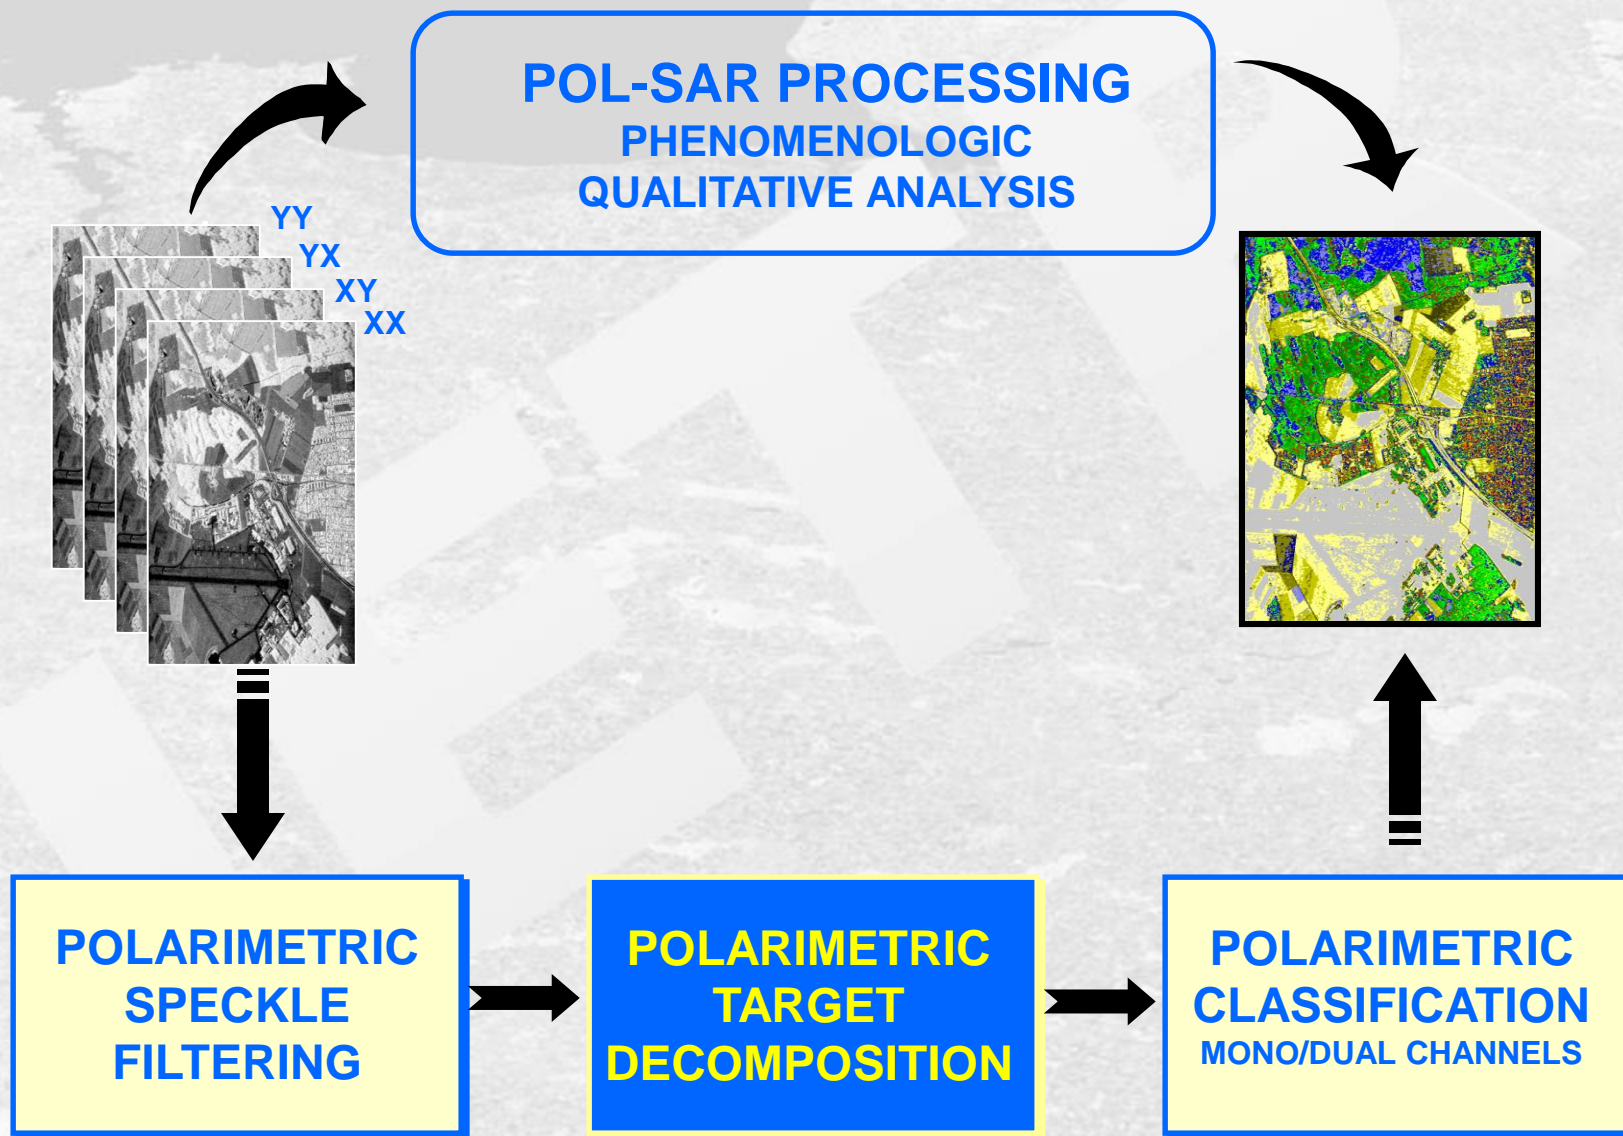 POL-SAR PROCESSING
PHENOMENOLOGIC
QUALITATIVE ANALYSIS
YY
YX
XY
XX
POLARIMETRIC
SPECKLE
FILTERING
POLARIMETRIC
TARGET
DECOMPOSITION
POLARIMETRIC
CLASSIFICATION
MONO/DUAL CHANNELS